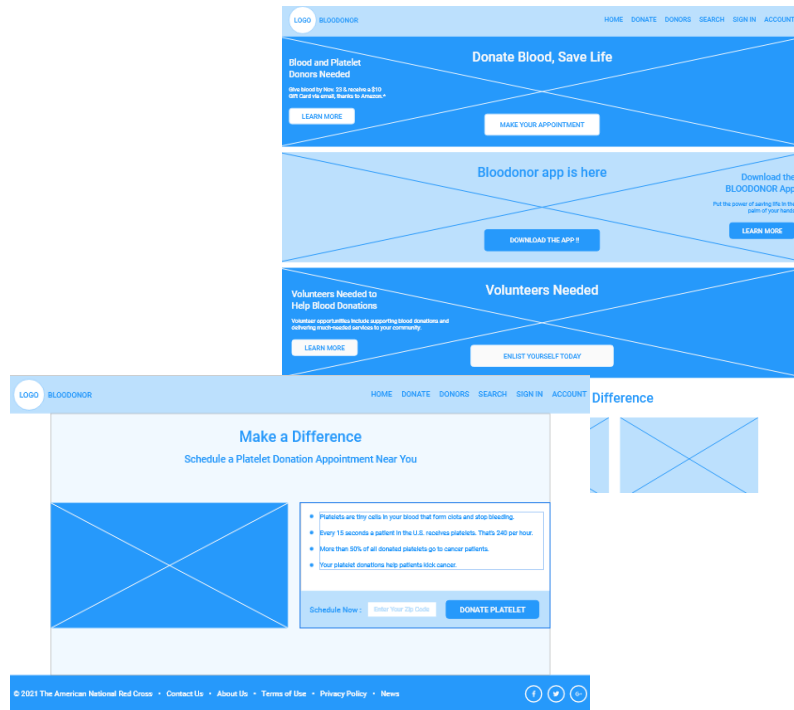 LOGO BLOODONOR HOME DONATE DONORS SEARCH SIGN IN ACCOUNT
Donate Blood, Save Life
Blood and Platelet
Donors Needed
Give blood by Nov. 23 & receive a $10
Gift Card via email, thanks to Amazon.*
LEARN MORE
MAKE YOUR APPOINTMENT
Bloodonor app is here
Download the
BLOODONOR App
Put the power of saving life in the
palm of your hands
LEARN MORE
DOWNLOAD THE APP !!
Volunteers Needed
Volunteers Needed to
Help Blood Donations
Volunteer opportunities include supporting blood donations and
delivering much-needed services to your community.
LEARN MORE
ENLIST YOURSELF TODAY
Difference
LOGO BLOODONOR HOME DONATE DONORS SEARCH SIGN IN ACCOUNT
Make a Difference
Schedule a Platelet Donation Appointment Near You
Platelets are tiny cells in your blood that form clots and stop bleeding.
Every 15 seconds a patient in the U.S. receives platelets. That's 240 per hour.
More than 50% of all donated platelets go to cancer patients.
Your platelet donations help patients kick cancer.
Schedule Now : Enter Your Zip Code DONATE PLATELET
© 2021 The American National Red Cross • Contact Us • About Us • Terms of Use • Privacy Policy • News